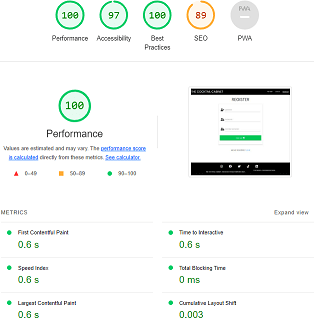 100 97 100 89 PWA
Performance Accessibility Best Practices SEO PWA
100
Performance
Values are estimated and may vary. The performance score
is calculated directly from these metrics. See calculator.
0–49 50–89 90–100
THE COCKTAIL CABINET
REGISTER
METRICS Expand view
First Contentful Paint Time to Interactive
0.6 s 0.6 s
Speed Index Total Blocking Time
0.6 s 0 ms
Largest Contentful Paint Cumulative Layout Shift
0.6 s 0.003